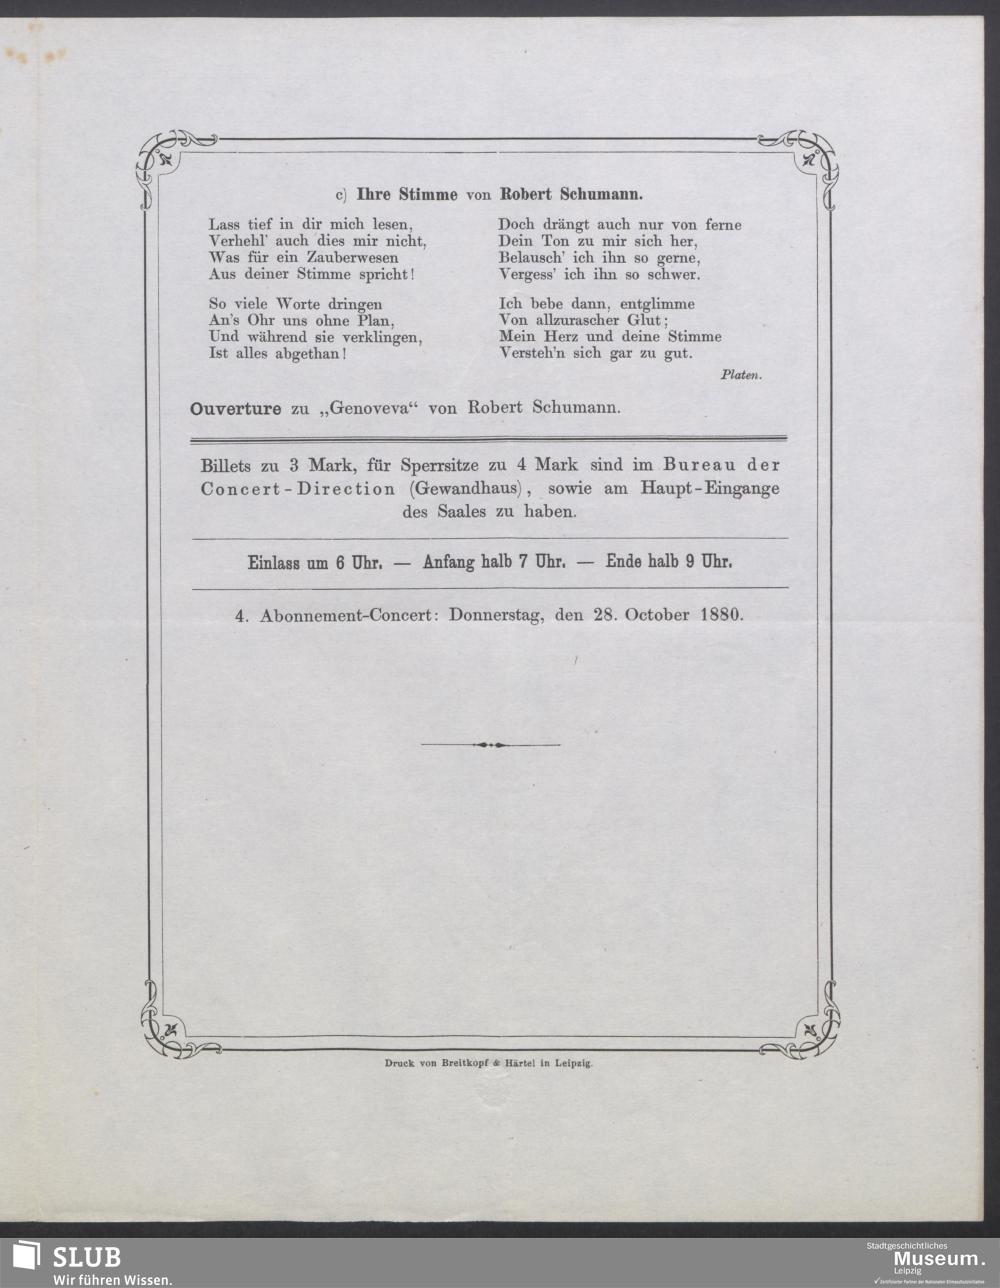 c) Ihre Stimme von Robert Schumann.
Lass tief in dir mich lesen,
Verhehl' auch dies mir nicht,
Was für ein Zauberwesen
Aus deiner Stimme spricht!
So viele Worte dringen
An's Ohr uns ohne Plan,
Und während sie verklingen,
Ist alles abgethan!
Doch drängt auch nur von ferne
Dein Ton zu mir sich her,
Belausch' ich ihn so gerne,
Vergess' ich ihn so schwer.
Ich bebe dann, entglimme
Von allzurascher Glut;
Mein Herz und deine Stimme
Versteh'n sich gar zu gut.
Platen.
Ouverture zu „Genoveva“ von Robert Schumann.
Billets zu 3 Mark, für Sperrsitze zu 4 Mark sind im Bureau der
Concert-Direction (Gewandhaus), sowie am Haupt-Eingange
des Saales zu haben.
Einlass um 6 Uhr. — Anfang halb 7 Uhr. — Ende halb 9 Uhr.
4. Abonnement-Concert: Donnerstag, den 28. October 1880.
Druck von Breitkopf & Härtel in Leipzig.
SLUB
Wir führen Wissen.
Stadtgeschichtliches
Museum.
Leipzig
Zertifizierter Partner der Nationalen Klimaschutzinitiative